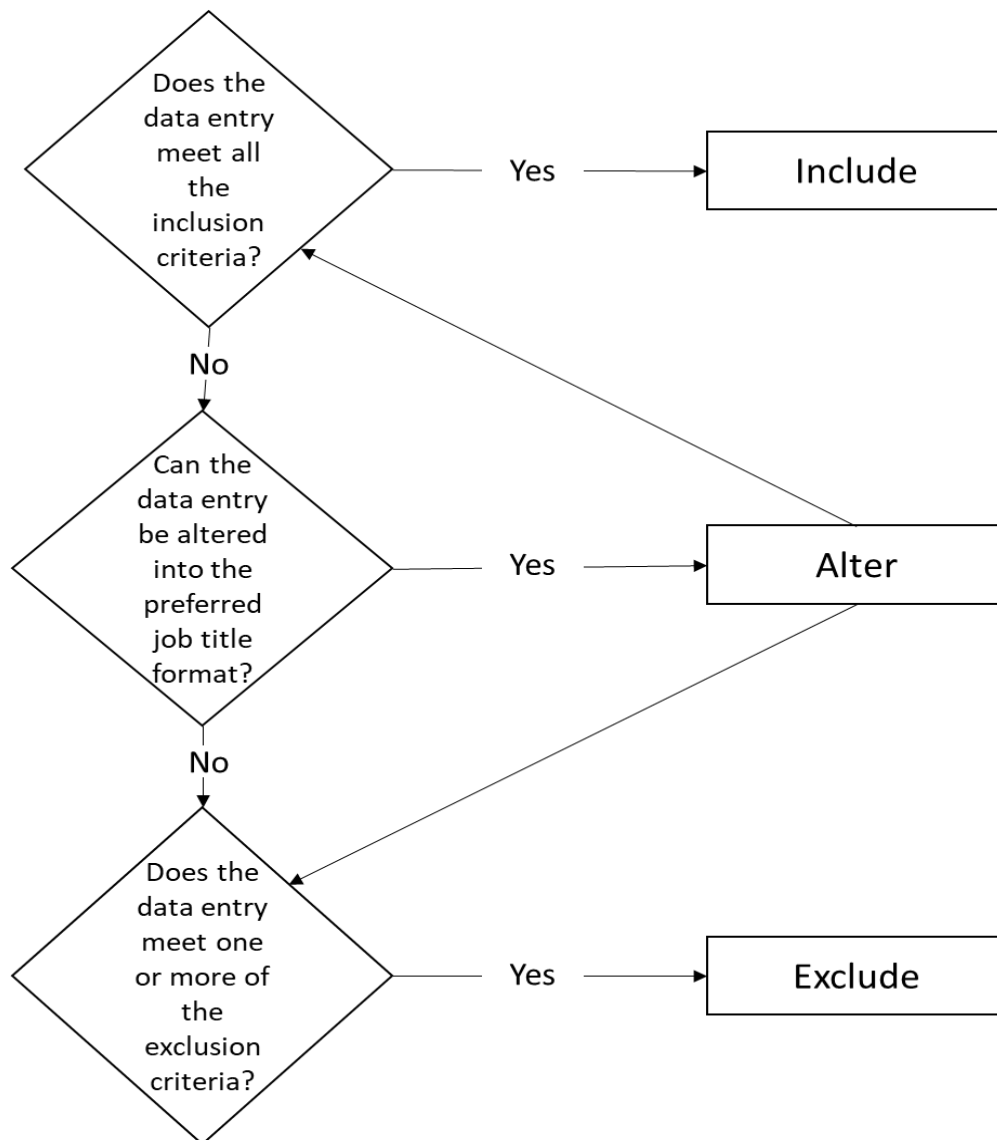 Does the
data entry
meet all
the
inclusion
criteria?
Yes
Include
No
Can the
data entry
be altered
into the
preferred
job title
format?
Yes
Alter
No
Does the
data entry
meet one
or more of
the
exclusion
criteria?
Yes
Exclude